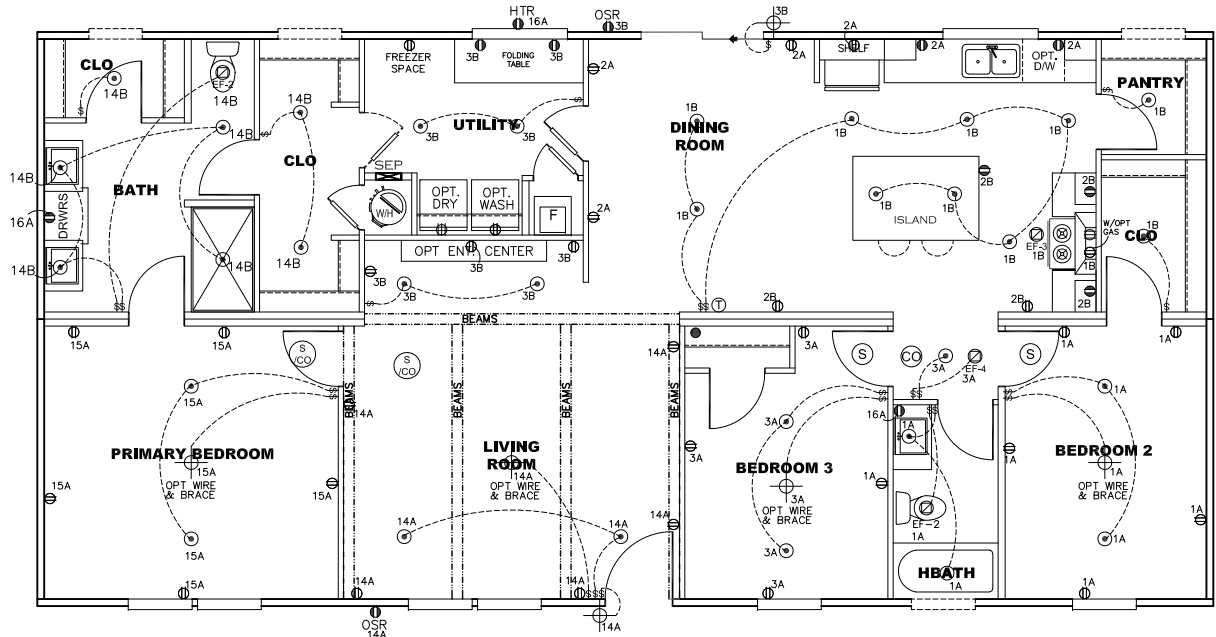 HTR
16A
OSR
3B
3B
2A
CLO
EF-2
14B
14B
14B
14B
FREEZER
SPACE
3B
FOLDING
TABLE
3B
2A
SHELF
2A
2A
2A
OPT.
D/W
PANTRY
1B
$
$
$
$
$
UTILITY
3B
3B
DINING
ROOM
1B
1B
1B
1B
CLO
SEP
W/H
OPT.
DRY
OPT.
WASH
F
2A
ISLAND
1B
1B
2B
2B
1B
1B
2B
W/OPT
GAS
EF-3
1B
CLO
1B
1B
14B
BATH
16A
DRWRS
14B
14B
14B
$$
OPT ENT. CENTER
3B
3B
3B
3B
3B
$
$$
T
2B
2B
$
BEAMS
15A
15A
S
/CO
S
/CO
14A
3A
S
CO
S
3A
EF-4
3A
1A
1A
15A
$$
BEAMS
14A
BEAMS
BEAMS
BEAMS
$$
$$
$$
$$
16A
1A
3A
1A
PRIMARY BEDROOM
15A
OPT WIRE
& BRACE
15A
15A
LIVING
ROOM
14A
OPT WIRE
& BRACE
3A
BEDROOM 3
3A
OPT WIRE
& BRACE
1A
1A
BEDROOM 2
1A
OPT WIRE
& BRACE
EF-2
1A
15A
14A
14A
14A
3A
1A
1A
HBATH
1A
15A
14A
14A
$$$
3A
1A
OSR
14A
14A